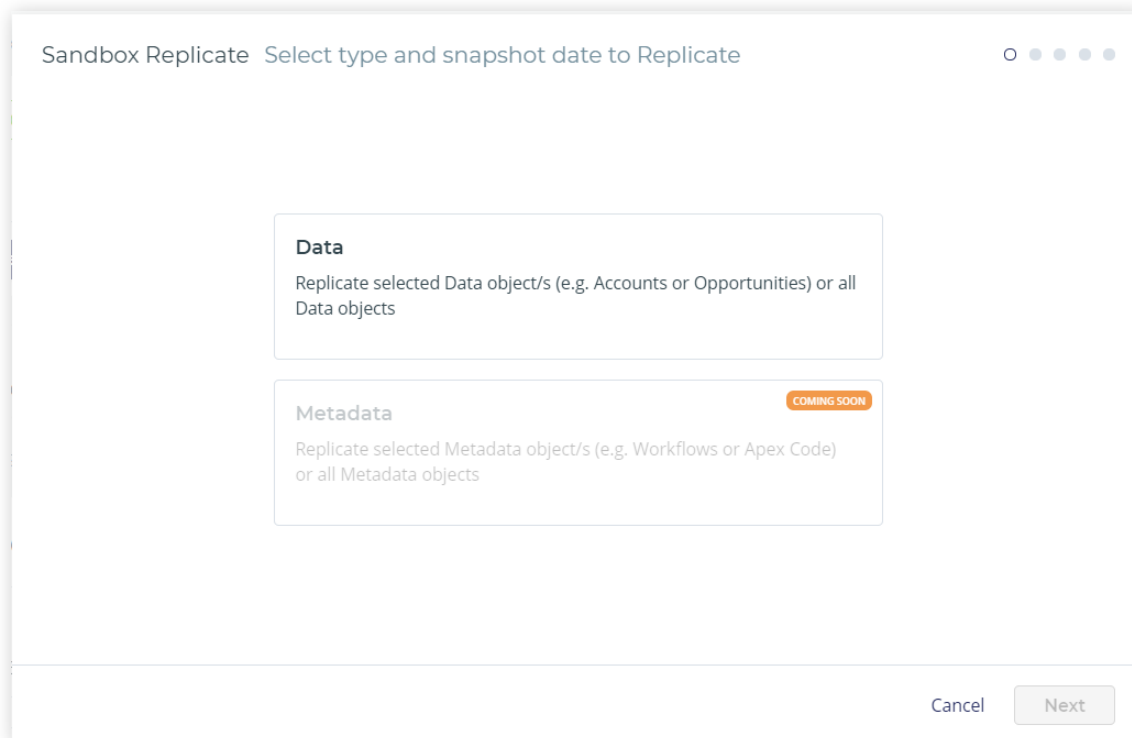 Sandbox Replicate Select type and snapshot date to Replicate
Data
Replicate selected Data object/s (e.g. Accounts or Opportunities) or all
Data objects
COMING SOON
Metadata
Replicate selected Metadata object/s (e.g. Workflows or Apex Code)
or all Metadata objects
Cancel
Next